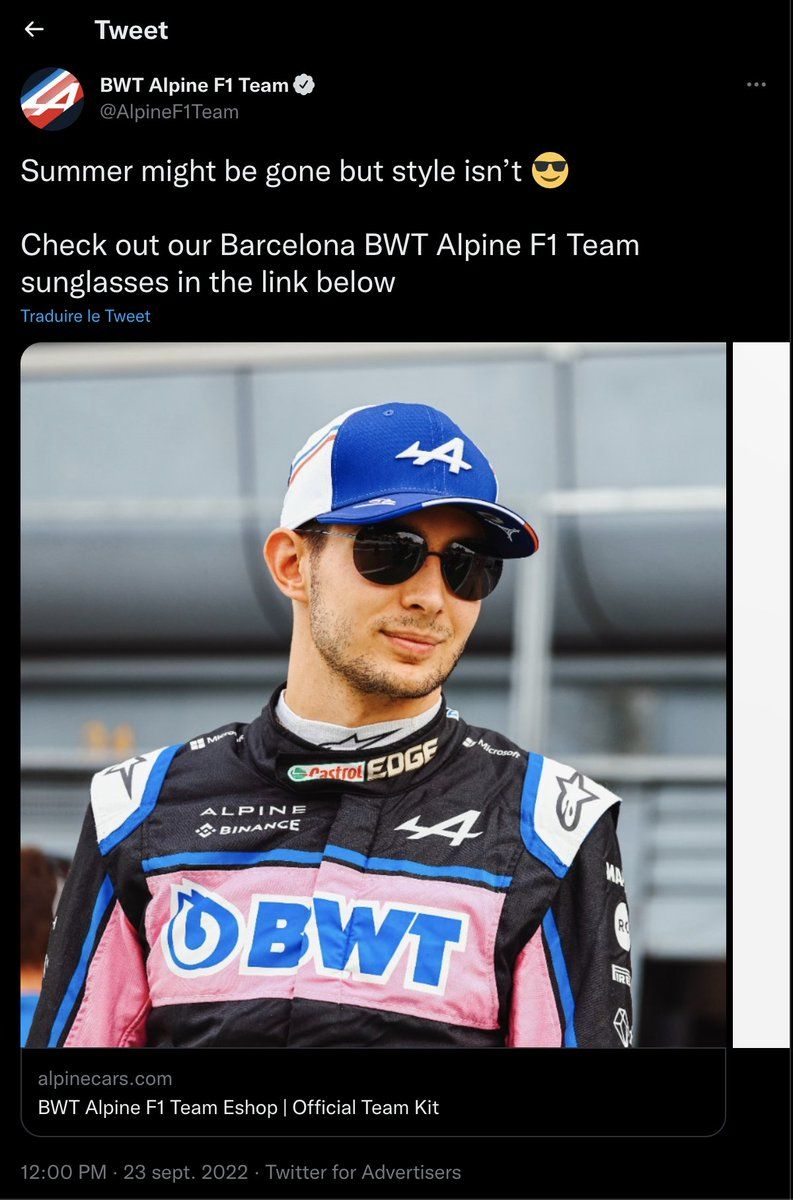 Tweet
BWT Alpine F1 Team
@AlpineF1Team
Summer might be gone but style isn’t 😎
Check out our Barcelona BWT Alpine F1 Team
sunglasses in the link below
Traduire le Tweet
Microsoft
Castrol EDGE
ALPINE
BINANCE
BWT
alpinecars.com
BWT Alpine F1 Team Eshop | Official Team Kit
12:00 PM · 23 sept. 2022 · Twitter for Advertisers